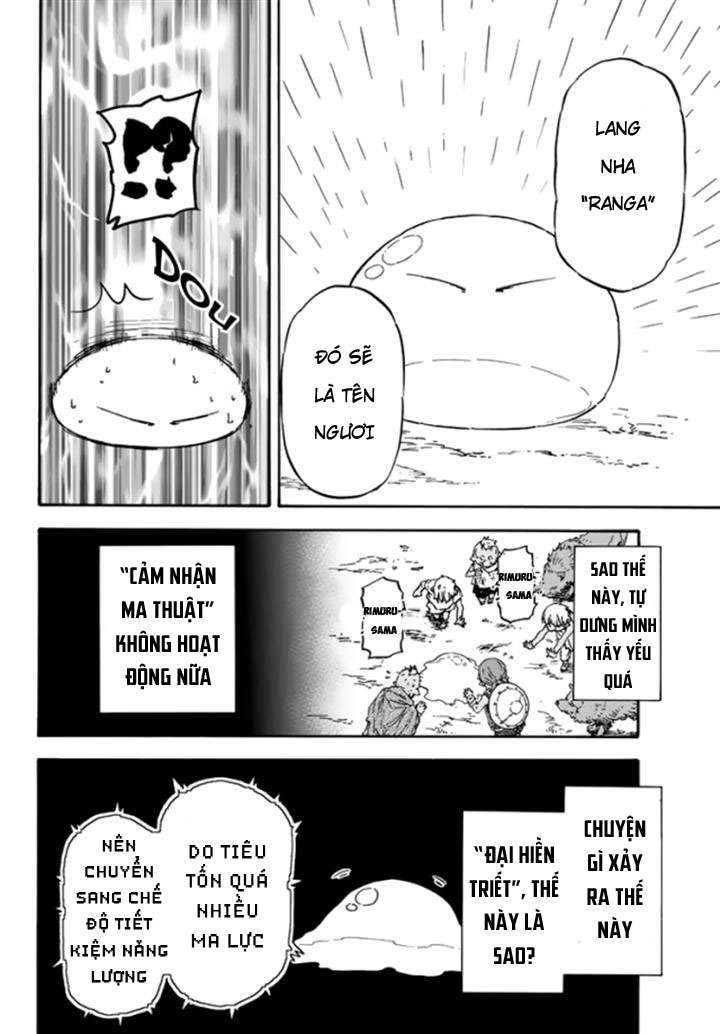 LANG
NHA
"RANGA"
ĐÓ SẼ
LÀ TÊN
NGƯƠI
!?
DOU
SAO THẾ
NÀY, TỰ
DƯNG MÌNH
THẤY YẾU
QUÁ
RIMURU-
SAMA
RIMURU-
SAMA
"CẢM NHẬN
MA THUẬT"
KHÔNG HOẠT
ĐỘNG NỮA
CHUYỆN
GÌ XẢY
RA THẾ
NÀY
"ĐẠI HIỀN
TRIẾT", THẾ
NÀY LÀ
SAO?
DO TIÊU
TỐN QUÁ
NHIỀU
MA LỰC
NÊN
CHUYỂN
SANG CHẾ
ĐỘ TIẾT
KIỆM NĂNG
LƯỢNG